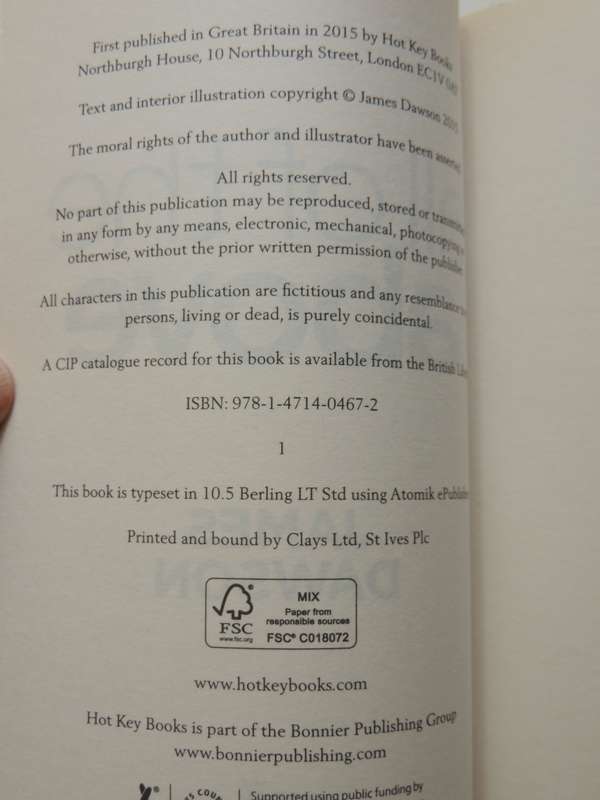 First published in Great Britain in 2015 by Hot Key Books
Northburgh House, 10 Northburgh Street, London EC1V
Text and interior illustration copyright © James Dawson
The moral rights of the author and illustrator have been asserted
All rights reserved.
No part of this publication may be reproduced, stored or
in any form by any means, electronic, mechanical, photocopying
otherwise, without the prior written permission of the publisher
All characters in this publication are fictitious and any resemblance
persons, living or dead, is purely coincidental.
A CIP catalogue record for this book is available from the British
ISBN: 978-1-4714-0467-2
1
This book is typeset in 10.5 Berling LT Std using Atomik
Printed and bound by Clays Ltd, St Ives Plc
FSC®
www.fsc.org
MIX
Paper from
responsible sources
FSC® C018072
www.hotkeybooks.com
Hot Key Books is part of the Bonnier Publishing Group
www.bonnierpublishing.com
Supported using public funding by